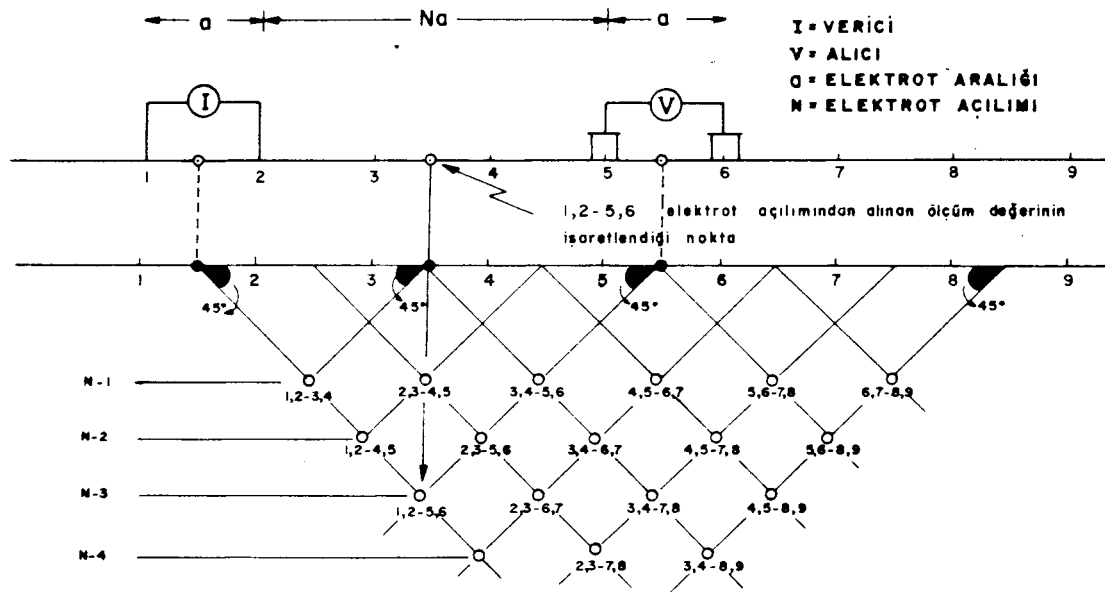 a Na a
I = VERİCİ
V = ALICI
a = ELEKTROT ARALIĞI
N = ELEKTROT AÇILIMI
I V
1 2 3 4 5 6 7 8 9
1,2-5,6 elektrot açılımından alınan ölçüm değerinin
isaretlendiği nokta
1 2 3 4 5 6 7 8 9
45° 45° 45° 45°
N-1
1,2-3,4 2,3-4,5 3,4-5,6 4,5-6,7 5,6-7,8 6,7-8,9
N-2
1,2-4,5 2,3-5,6 3,4-6,7 4,5-7,8 5,6-8,9
N-3
1,2-5,6 2,3-6,7 3,4-7,8 4,5-8,9
N-4
2,3-7,8 3,4-8,9